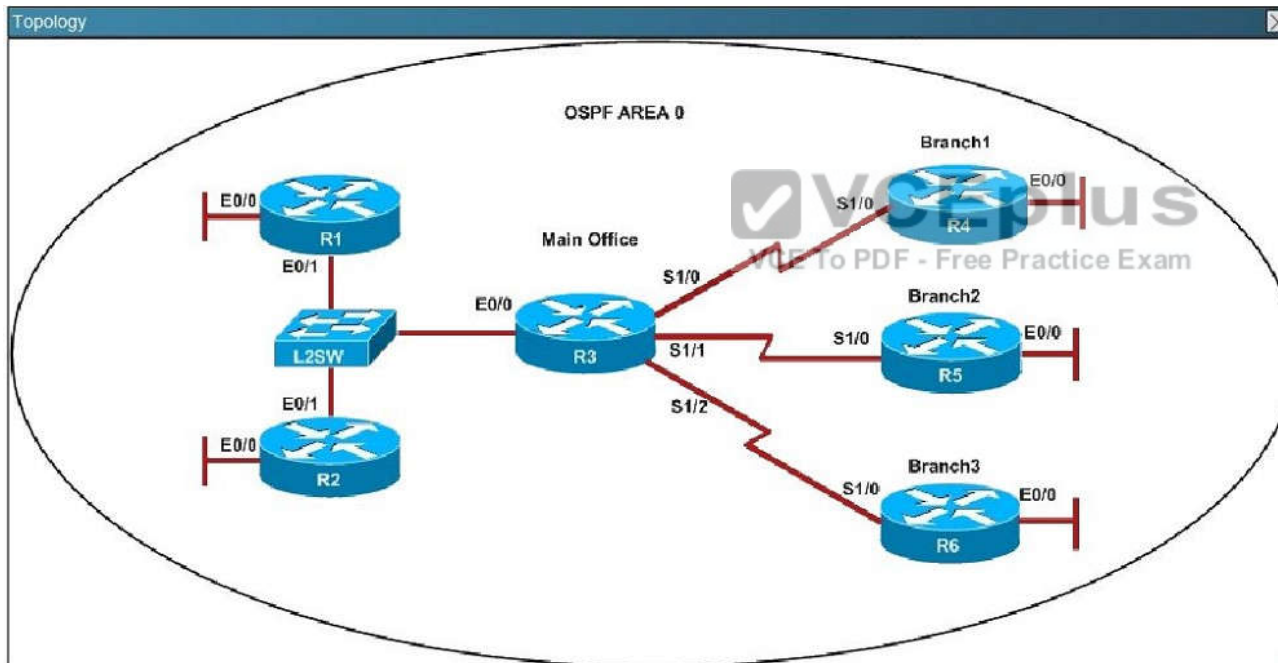 Topology
OSPF AREA 0
Branch1
E0/0
S1/0
R4
VCEplus
VCE To PDF - Free Practice Exam
E0/0
R1
E0/1
Main Office
S1/0
E0/0
L2SW
R3
S1/1
Branch2
S1/0
E0/0
R5
E0/1
S1/2
E0/0
R2
Branch3
S1/0
E0/0
R6